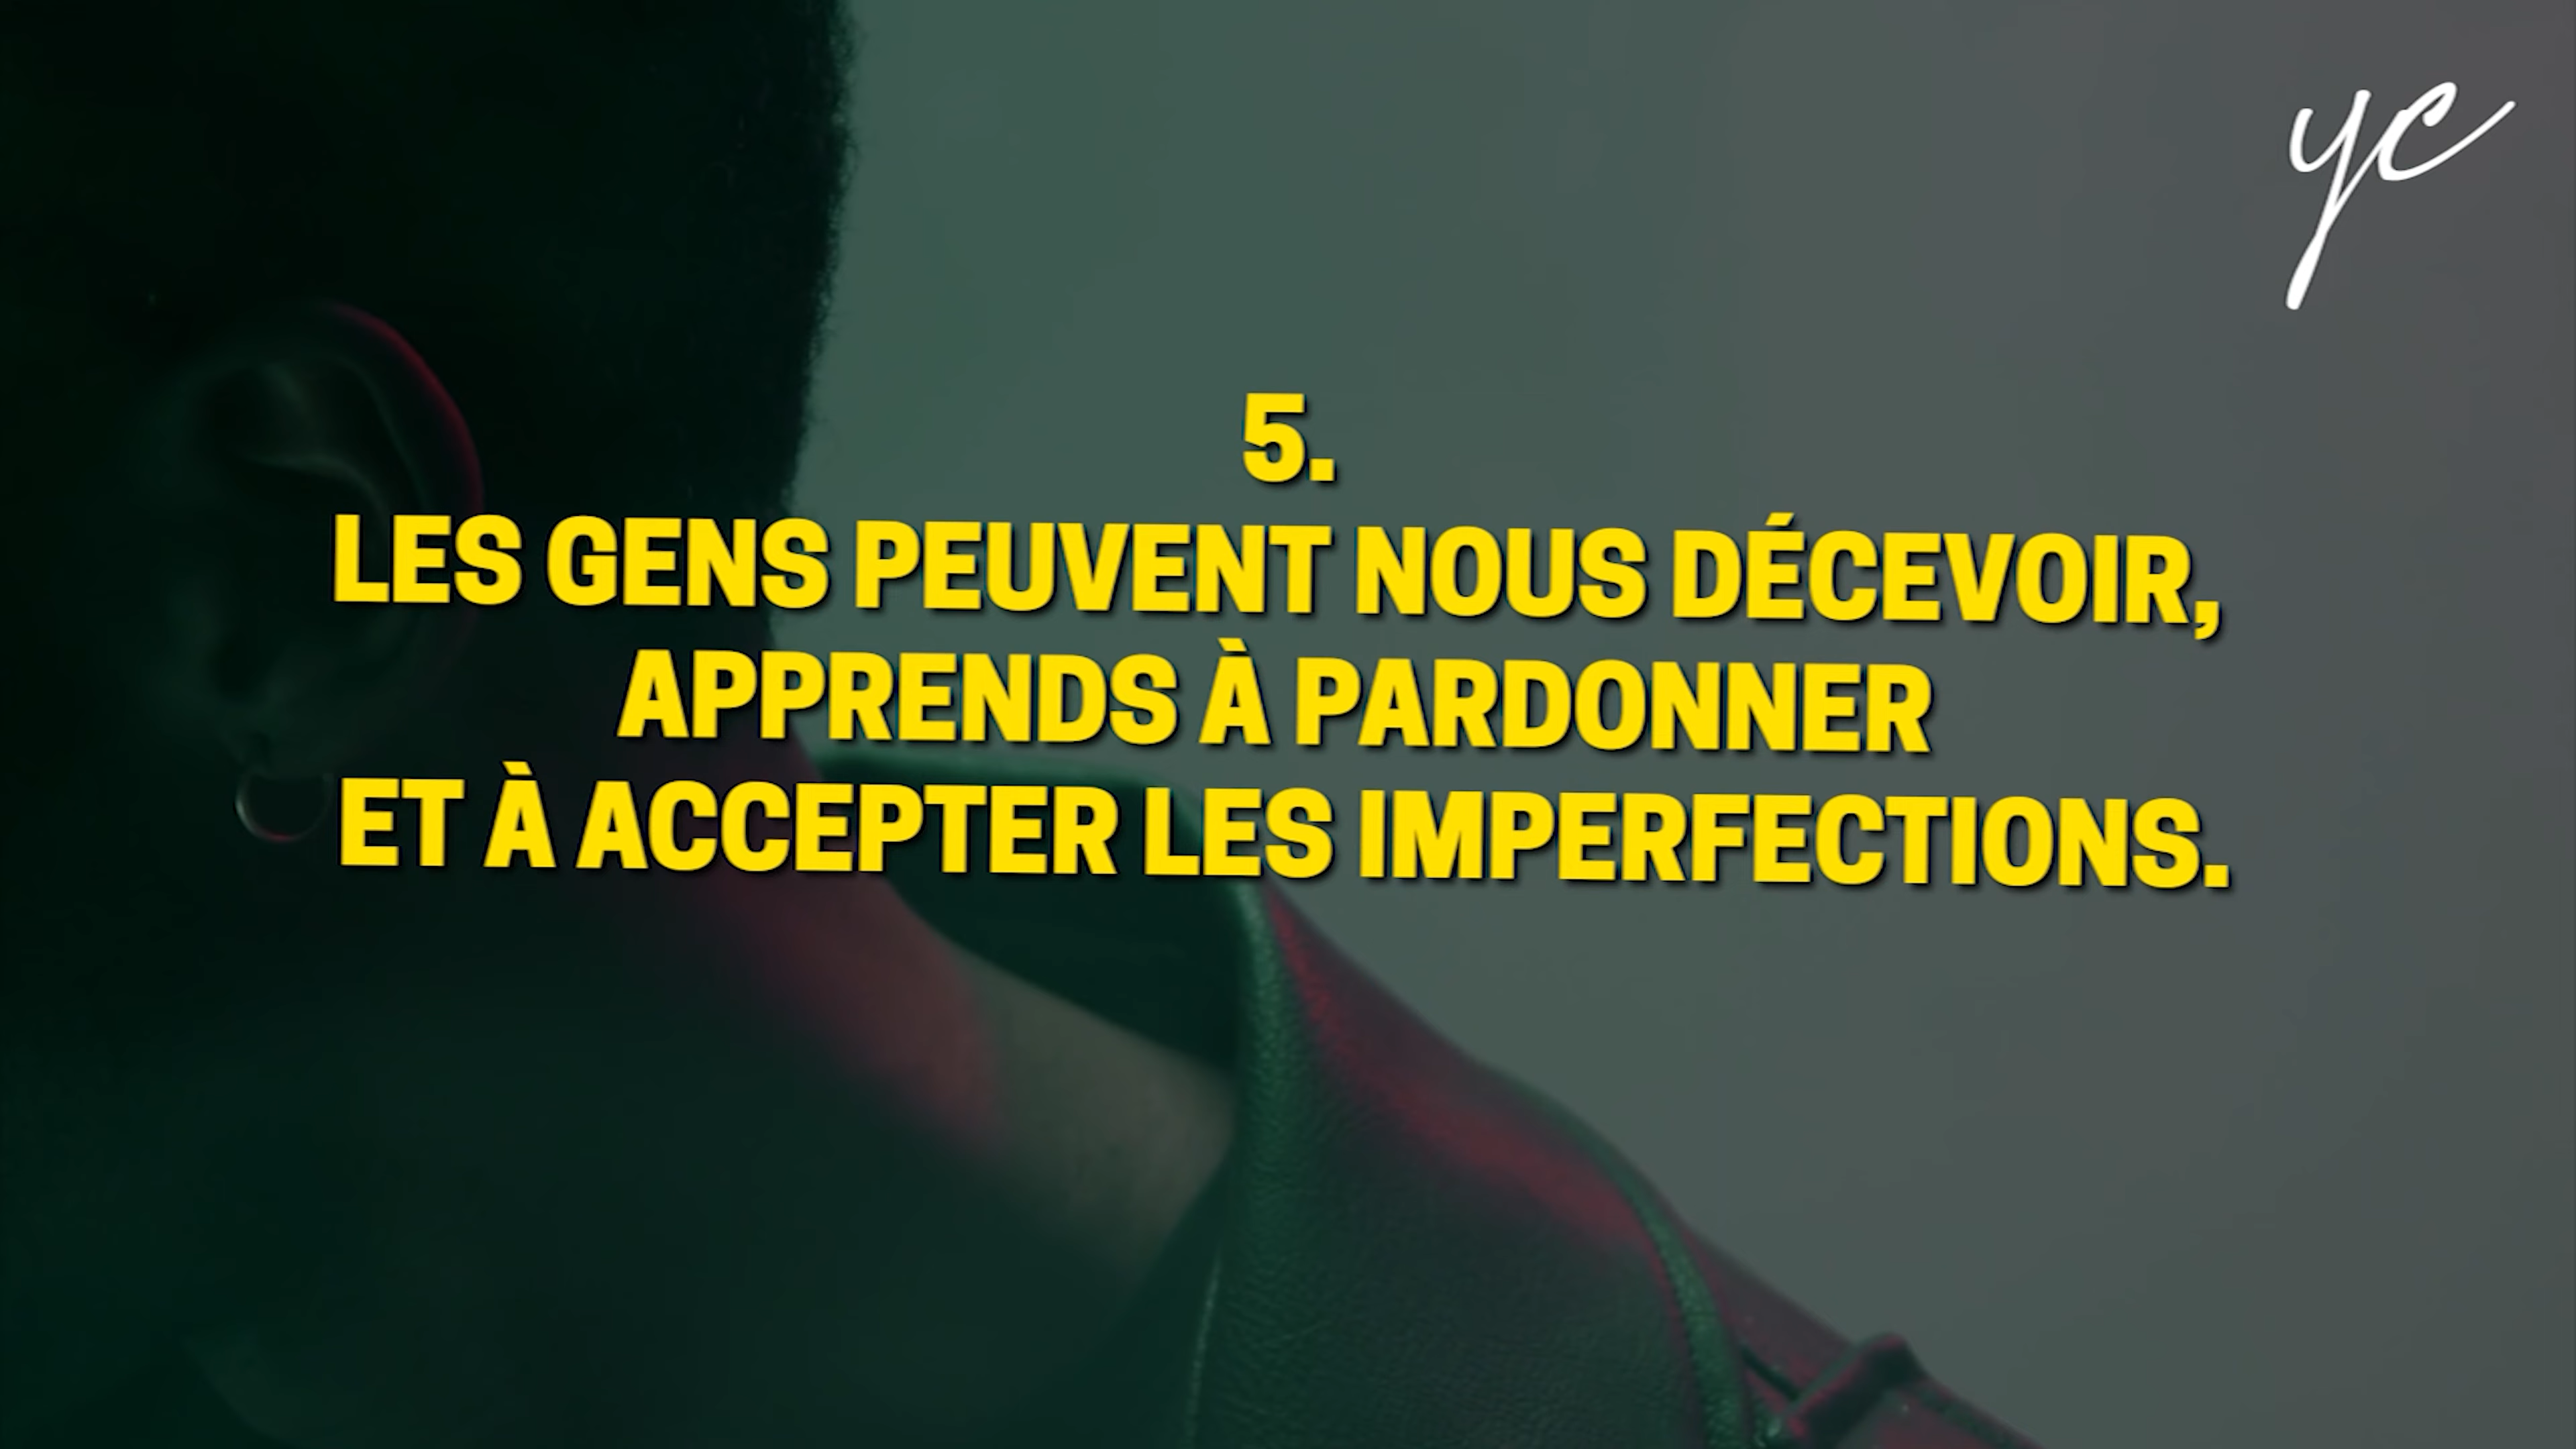 yc
5.
LES GENS PEUVENT NOUS DÉCEVOIR,
APPRENDS À PARDONNER
ET À ACCEPTER LES IMPERFECTIONS.